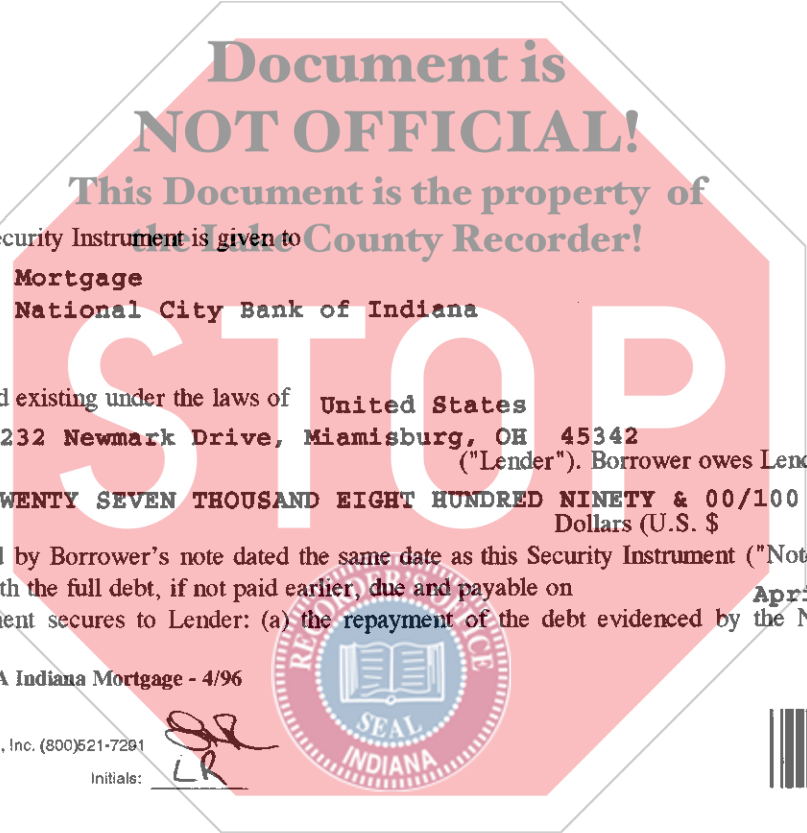 Document is
NOT OFFICIAL!
This Document is the property of
the Lake County Recorder!
ecurity Instrument is given to
Mortgage
National City Bank of Indiana
STOP
d existing under the laws of United States
232 Newmark Drive, Miamisburg, OH 45342
("Lender"). Borrower owes Lend
WENTY SEVEN THOUSAND EIGHT HUNDRED NINETY & 00/100
Dollars (U.S. $
d by Borrower's note dated the same date as this Security Instrument ("Not
th the full debt, if not paid earlier, due and payable on Apri
ment secures to Lender: (a) the repayment of the debt evidenced by the N
A Indiana Mortgage - 4/96
RECORDER'S OFFICE
SEAL
INDIANA
, Inc. (800)521-7291
Initials: LR